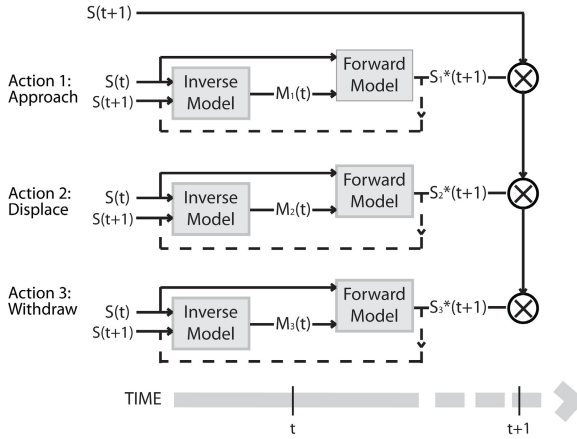 S(t+1)
Action 1:
Approach
S(t)
S(t+1)
Inverse
Model
M1(t)
Forward
Model
S1*(t+1)
Action 2:
Displace
S(t)
S(t+1)
Inverse
Model
M2(t)
Forward
Model
S2*(t+1)
Action 3:
Withdraw
S(t)
S(t+1)
Inverse
Model
M3(t)
Forward
Model
S3*(t+1)
TIME
t
t+1